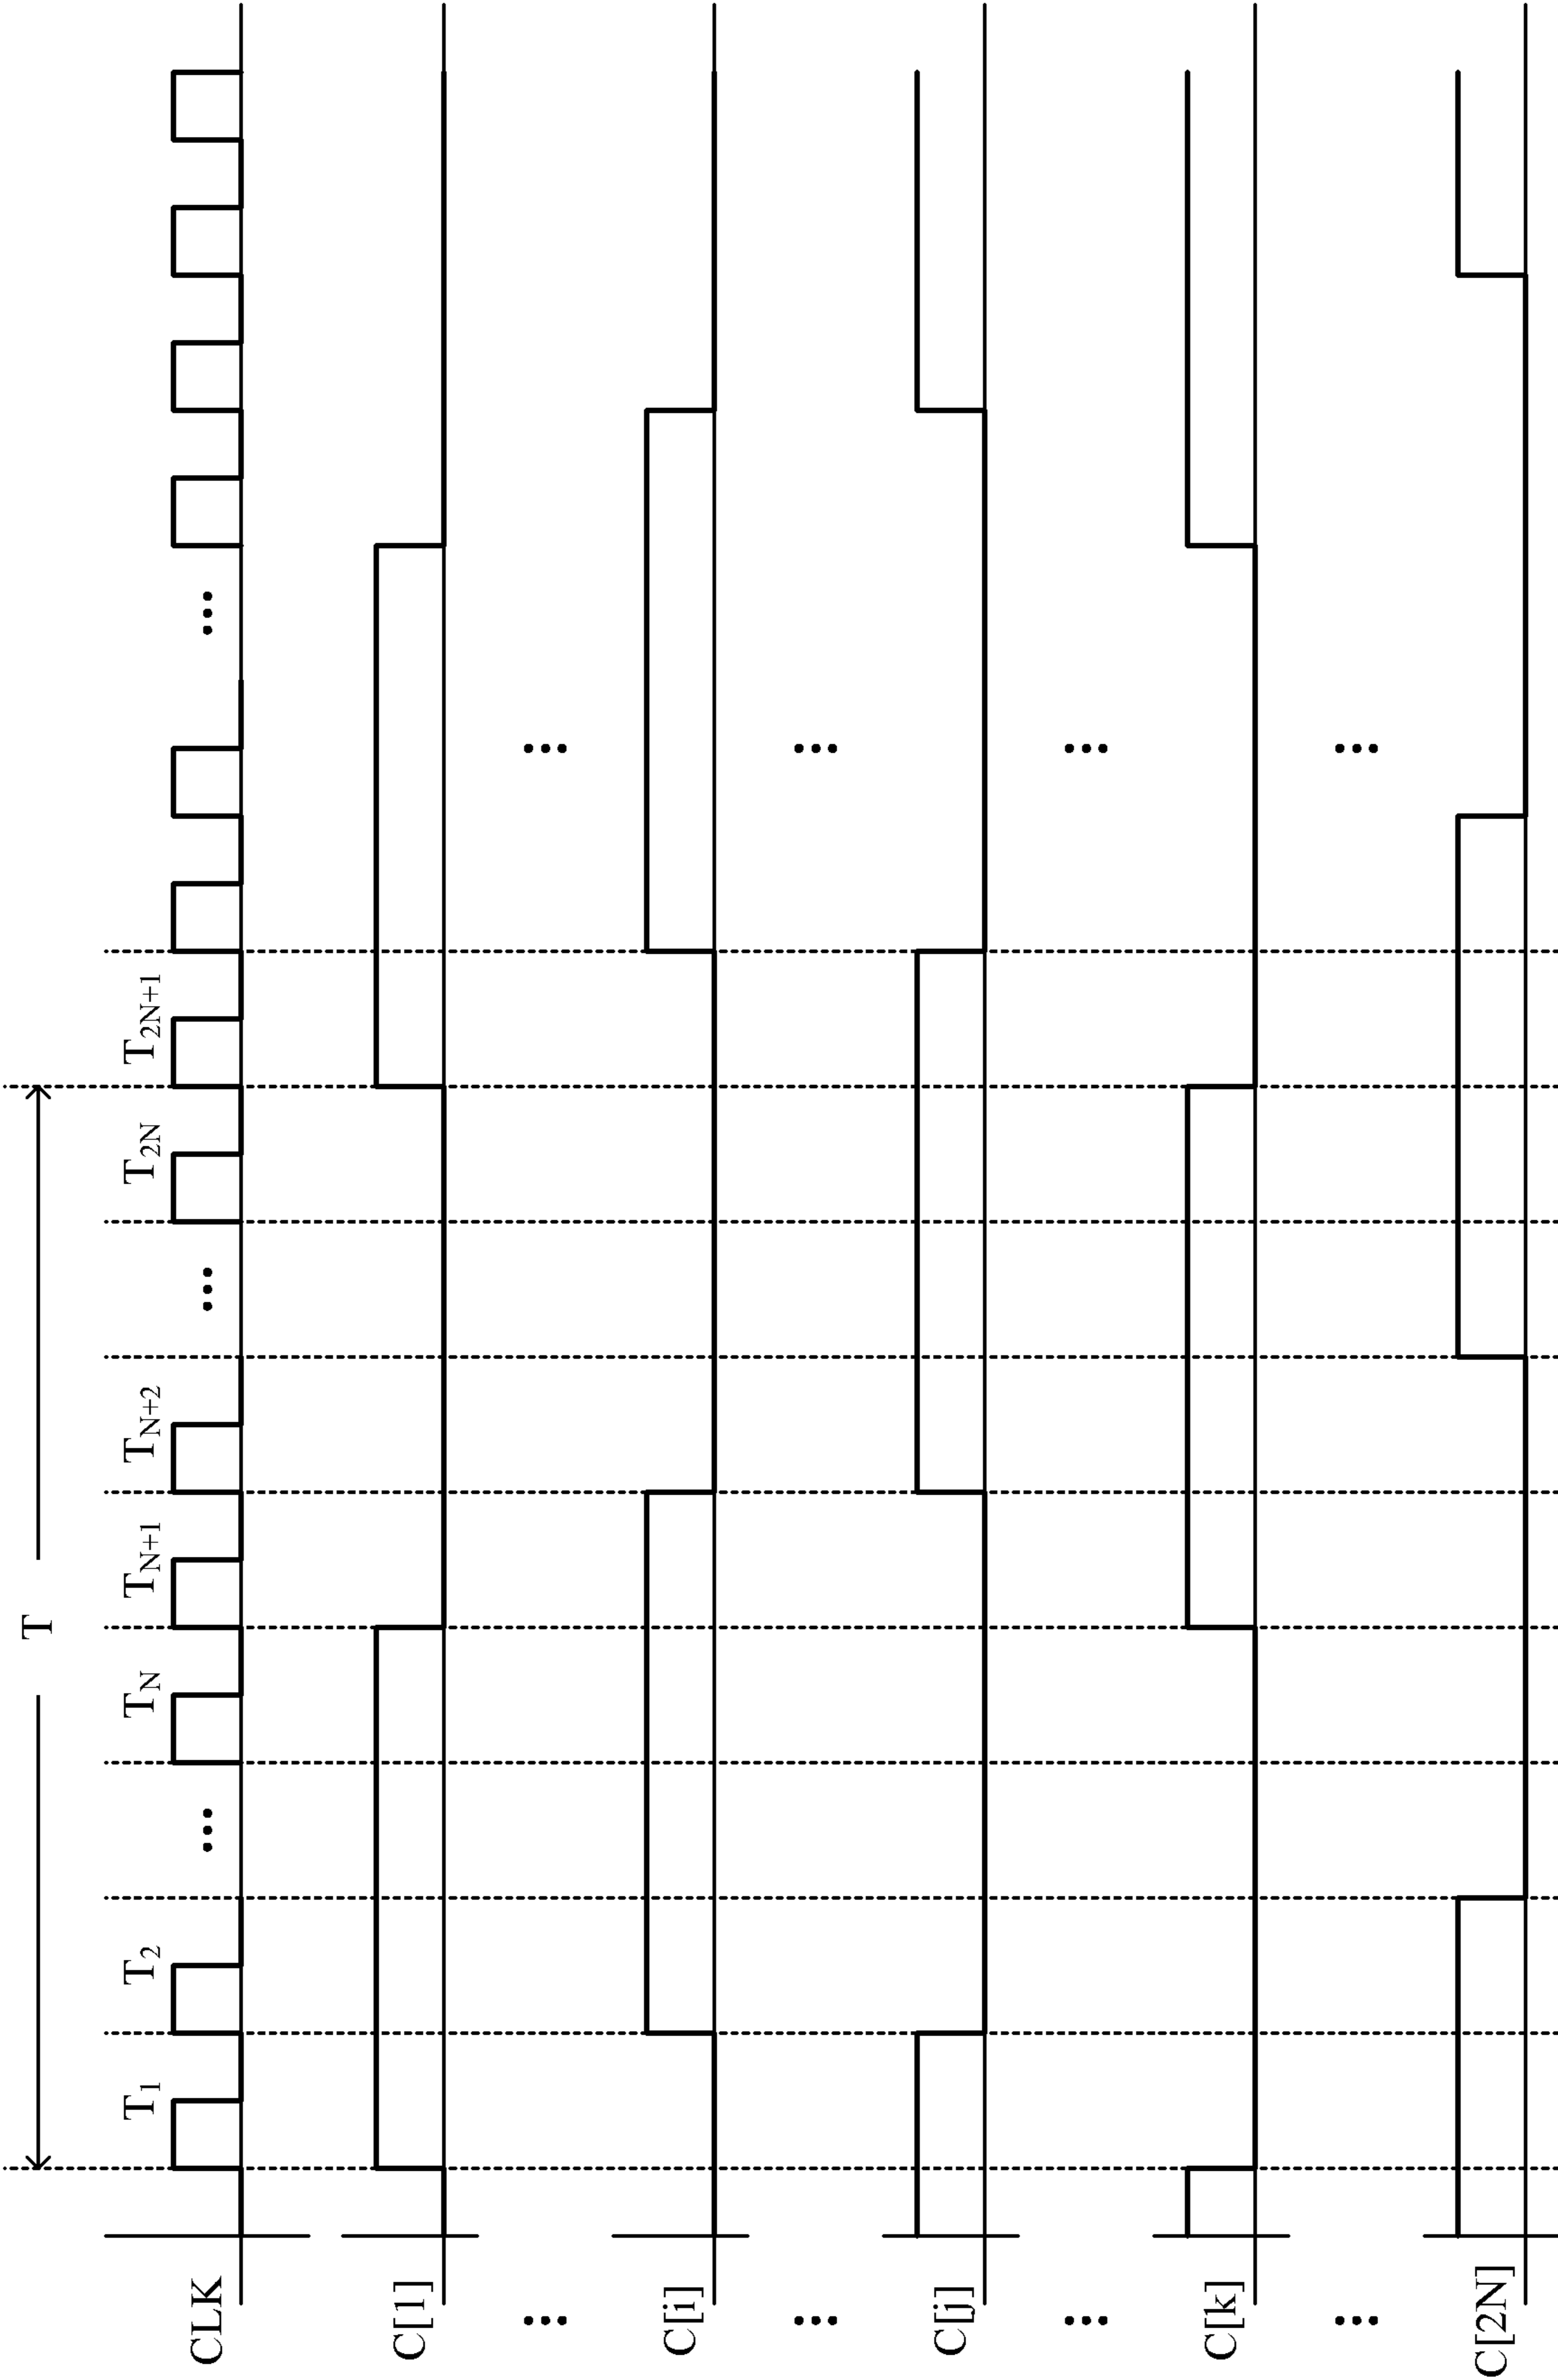 T
T1 T2 ... TN TN+1 TN+2 ... T2N T2N+1
CLK ...
C[1]
... ...
C[i]
... ...
C[j]
... ...
C[k]
... ...
C[2N]